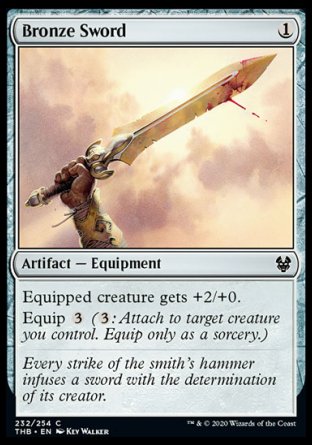 Bronze Sword 1
Artifact — Equipment
Equipped creature gets +2/+0.
Equip 3 (3: Attach to target creature
you control. Equip only as a sorcery.)
Every strike of the smith's hammer
infuses a sword with the determination
of its creator.
232/254 C
THB • EN Key Walker
™ & © 2020 Wizards of the Coast